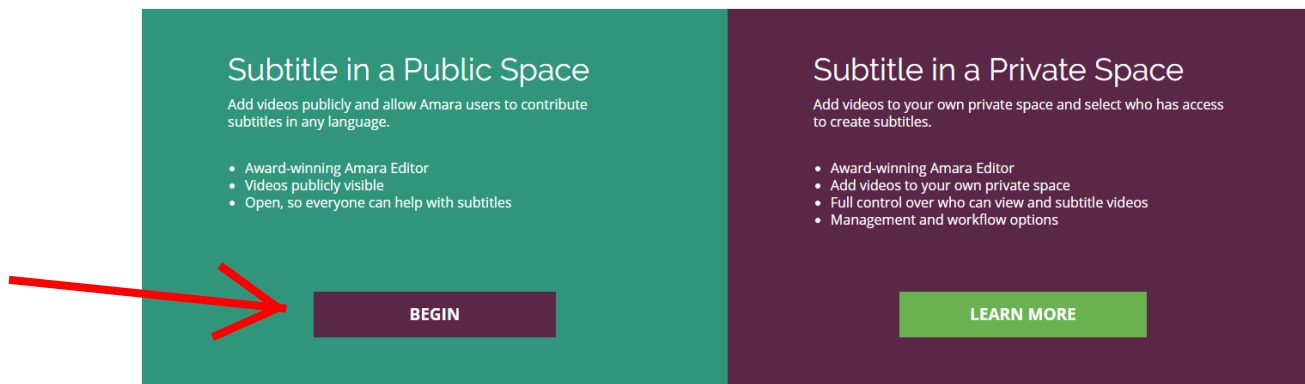 Subtitle in a Public Space
Add videos publicly and allow Amara users to contribute
subtitles in any language.
• Award-winning Amara Editor
• Videos publicly visible
• Open, so everyone can help with subtitles
BEGIN
Subtitle in a Private Space
Add videos to your own private space and select who has access
to create subtitles.
• Award-winning Amara Editor
• Add videos to your own private space
• Full control over who can view and subtitle videos
• Management and workflow options
LEARN MORE